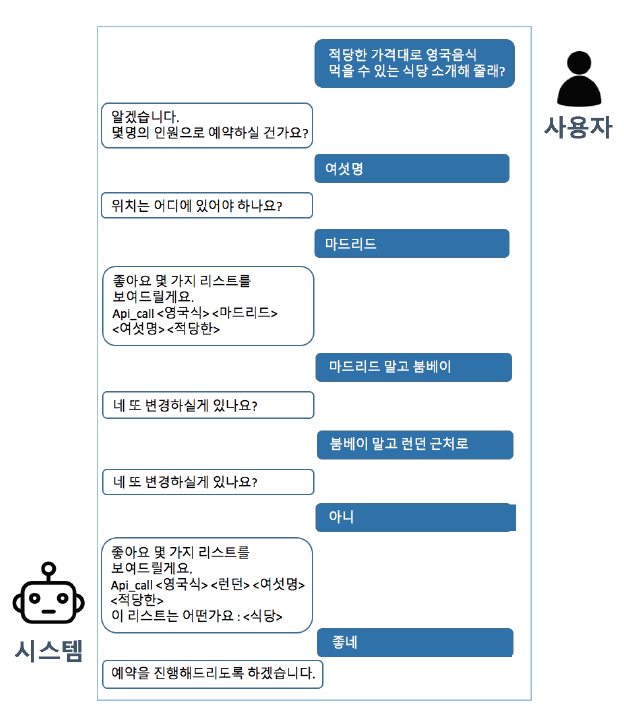 적당한 가격대로 영국음식
먹을 수 있는 식당 소개해 줄래?
사용자
알겠습니다.
몇명의 인원으로 예약하실 건가요?
여섯명
위치는 어디에 있어야 하나요?
마드리드
좋아요 몇 가지 리스트를
보여드릴게요.
Api_call <영국식> <마드리드>
<여섯명> <적당한>
마드리드 말고 붐베이
네 또 변경하실게 있나요?
붐베이 말고 런던 근처로
네 또 변경하실게 있나요?
아니
좋아요 몇 가지 리스트를
보여드릴게요.
Api_call <영국식> <런던> <여섯명>
<적당한>
이 리스트는 어떤가요 : <식당>
시스템
좋네
예약을 진행해드리도록 하겠습니다.